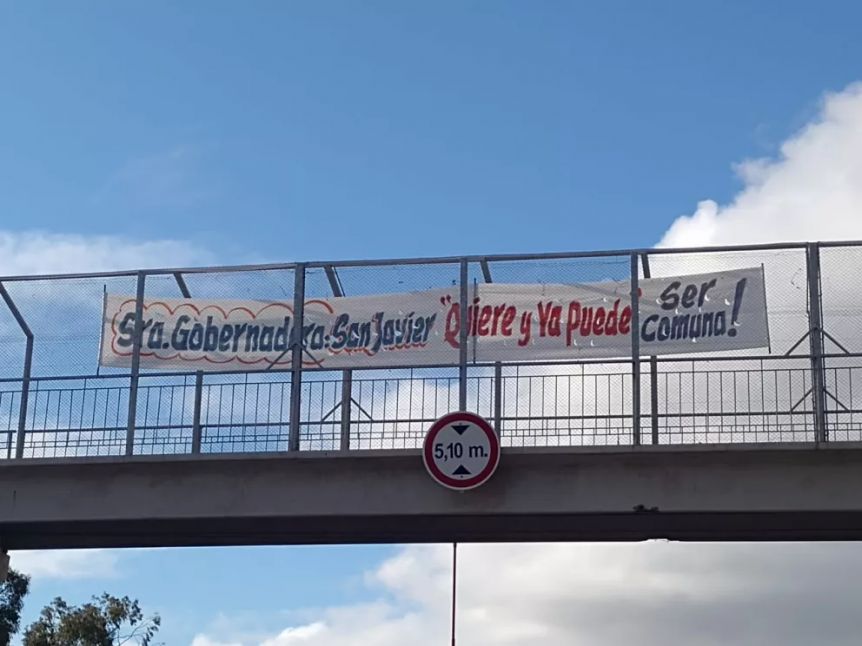 Sra. Gobernadora: San Javier "Quiere y Ya Puede"
Ser
Comuna!
5,10 m.